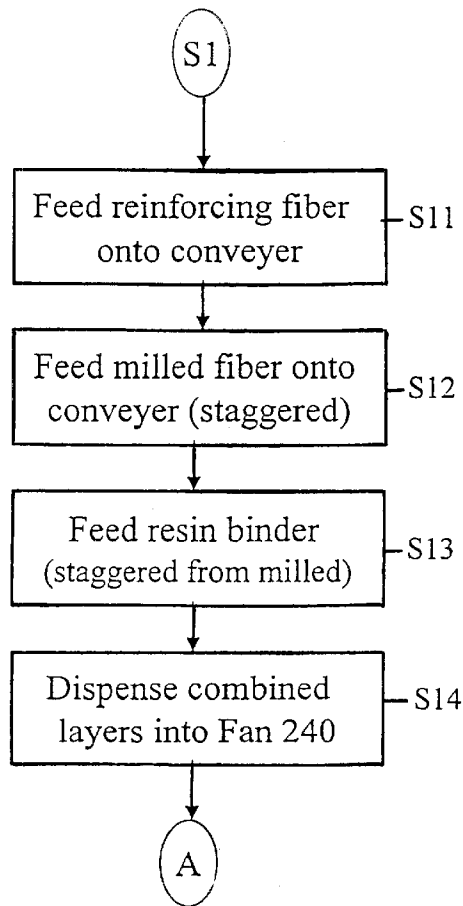 S1
Feed reinforcing fiber
onto conveyer
S11
Feed milled fiber onto
conveyer (staggered)
S12
Feed resin binder
(staggered from milled)
S13
Dispense combined
layers into Fan 240
S14
A